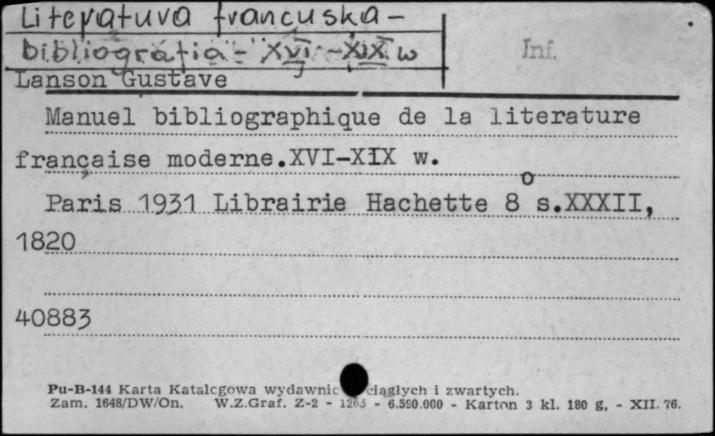 Literatura francuska -
bibliografia - XVI - XIX w
Inf.
Lanson Gustave
Manuel bibliographique de la literature
française moderne.XVI-XIX w.
Paris 1931 Librairie Hachette 8° s.XXXII,
1820
40883
Pu-B-144 Karta Katalogowa wydawnic ciągłych i zwartych.
Zam. 1648/DW/On. W.Z.Graf. Z-2 - 1265 - 6.590.000 - Karton 3 kl. 180 g, - XII. 76.